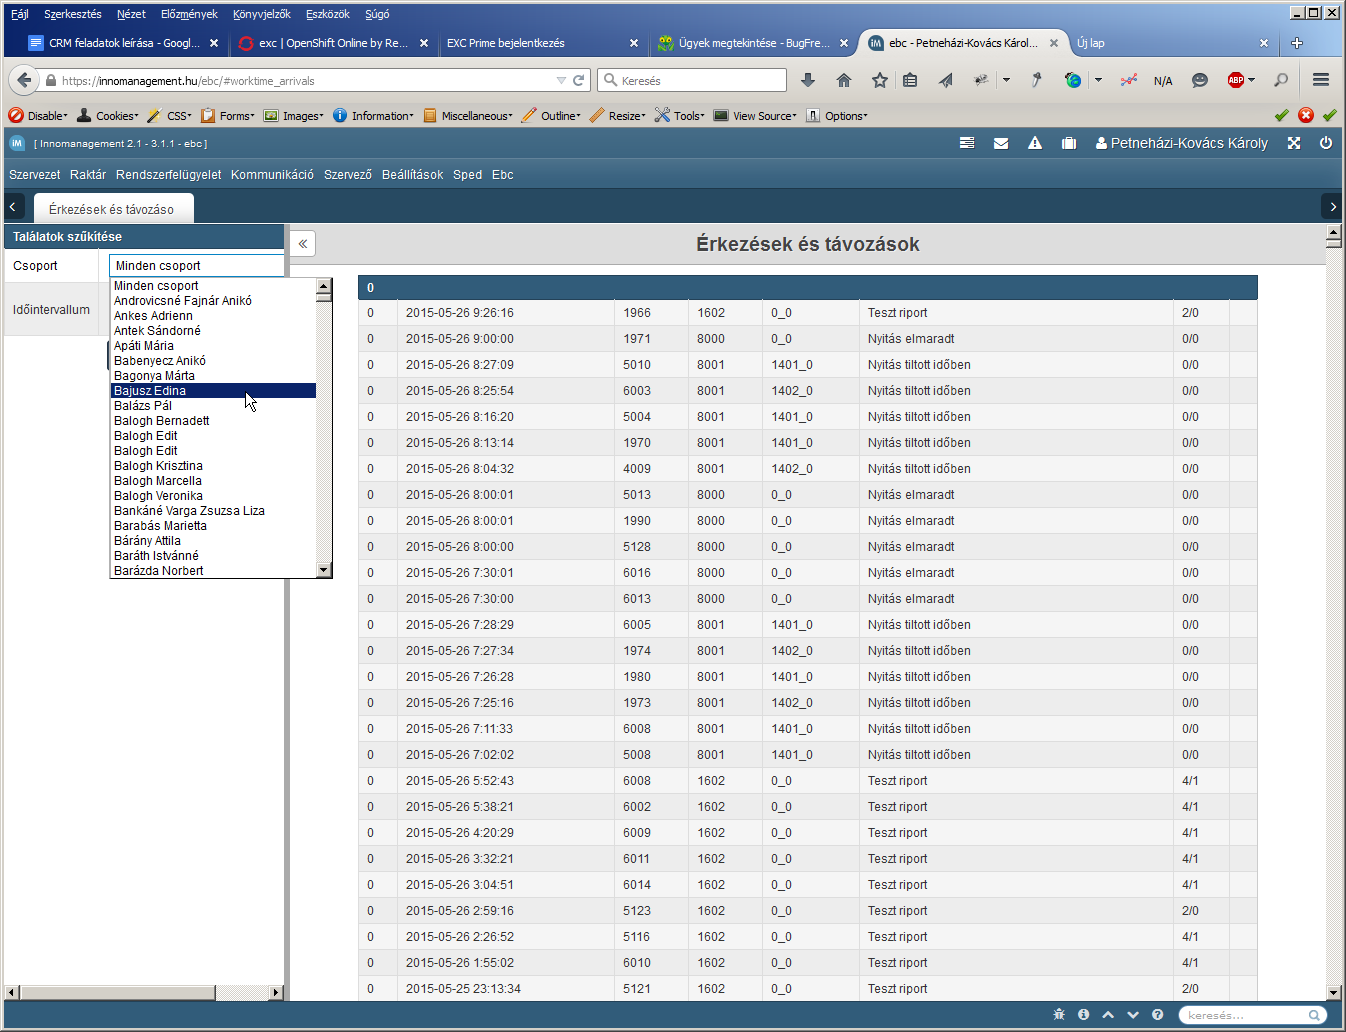 Fájl Szerkesztés Nézet Előzmények Könyvjelzők Eszközök Súgó
CRM feladatok leírása - Googl... exc | OpenShift Online by Re... EXC Prime bejelentkezés Ügyek megtekintése - BugFre... ebc - Petneházi-Kovács Károl... Új lap
https://innomanagement.hu/ebc/#worktime_arrivals Keresés N/A ABP
Disable Cookies CSS Forms Images Information Miscellaneous Outline Resize Tools View Source Options
iM [ Innomanagement 2.1 - 3.1.1 - ebc ] Petneházi-Kovács Károly
Szervezet Raktár Rendszerfelügyelet Kommunikáció Szervező Beállítások Sped Ebc
Érkezések és távozáso
Találatok szűkítése
Csoport Minden csoport
Időintervallum
Minden csoport
Androvicsné Fajnár Anikó
Ankes Adrienn
Antek Sándorné
Apáti Mária
Babenyecz Anikó
Bagonya Márta
Bajusz Edina
Balázs Pál
Balogh Bernadett
Balogh Edit
Balogh Edit
Balogh Krisztina
Balogh Marcella
Balogh Veronika
Bankáné Varga Zsuzsa Liza
Barabás Marietta
Bárány Attila
Baráth Istvánné
Barázda Norbert
Érkezések és távozások
0
0 2015-05-26 9:26:16 1966 1602 0_0 Teszt riport 2/0
0 2015-05-26 9:00:00 1971 8000 0_0 Nyitás elmaradt 0/0
0 2015-05-26 8:27:09 5010 8001 1401_0 Nyitás tiltott időben 0/0
0 2015-05-26 8:25:54 6003 8001 1402_0 Nyitás tiltott időben 0/0
0 2015-05-26 8:16:20 5004 8001 1401_0 Nyitás tiltott időben 0/0
0 2015-05-26 8:13:14 1970 8001 1401_0 Nyitás tiltott időben 0/0
0 2015-05-26 8:04:32 4009 8001 1402_0 Nyitás tiltott időben 0/0
0 2015-05-26 8:00:01 5013 8000 0_0 Nyitás elmaradt 0/0
0 2015-05-26 8:00:01 1990 8000 0_0 Nyitás elmaradt 0/0
0 2015-05-26 8:00:00 5128 8000 0_0 Nyitás elmaradt 0/0
0 2015-05-26 7:30:01 6016 8000 0_0 Nyitás elmaradt 0/0
0 2015-05-26 7:30:00 6013 8000 0_0 Nyitás elmaradt 0/0
0 2015-05-26 7:28:29 6005 8001 1401_0 Nyitás tiltott időben 0/0
0 2015-05-26 7:27:34 1974 8001 1402_0 Nyitás tiltott időben 0/0
0 2015-05-26 7:26:28 1980 8001 1401_0 Nyitás tiltott időben 0/0
0 2015-05-26 7:25:16 1973 8001 1402_0 Nyitás tiltott időben 0/0
0 2015-05-26 7:11:33 6008 8001 1401_0 Nyitás tiltott időben 0/0
0 2015-05-26 7:02:02 5008 8001 1401_0 Nyitás tiltott időben 0/0
0 2015-05-26 5:52:43 6008 1602 0_0 Teszt riport 4/1
0 2015-05-26 5:38:21 6002 1602 0_0 Teszt riport 4/1
0 2015-05-26 4:20:29 6009 1602 0_0 Teszt riport 4/1
0 2015-05-26 3:32:21 6011 1602 0_0 Teszt riport 4/1
0 2015-05-26 3:04:51 6014 1602 0_0 Teszt riport 4/1
0 2015-05-26 2:59:16 5123 1602 0_0 Teszt riport 2/0
0 2015-05-26 2:26:52 5116 1602 0_0 Teszt riport 4/1
0 2015-05-26 1:55:02 6010 1602 0_0 Teszt riport 4/1
0 2015-05-25 23:13:34 5121 1602 0_0 Teszt riport 2/0
keresés...